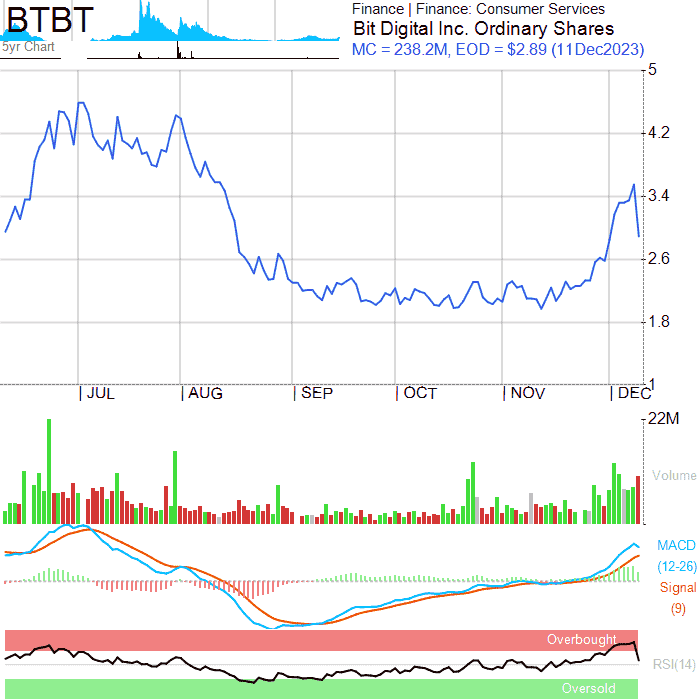 BTBT
5yr Chart
Finance | Finance: Consumer Services
Bit Digital Inc. Ordinary Shares
MC = 238.2M, EOD = $2.89 (11Dec2023)
5
4.2
3.4
2.6
1.8
1
| JUL | AUG | SEP | OCT | NOV | DEC
22M
Volume
MACD
(12-26)
Signal
(9)
Overbought
RSI(14)
Oversold